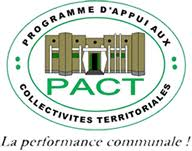 PROGRAMME D'APPUI AUX
PACT
COLLECTIVITES TERRITORIALES
La performance communale !